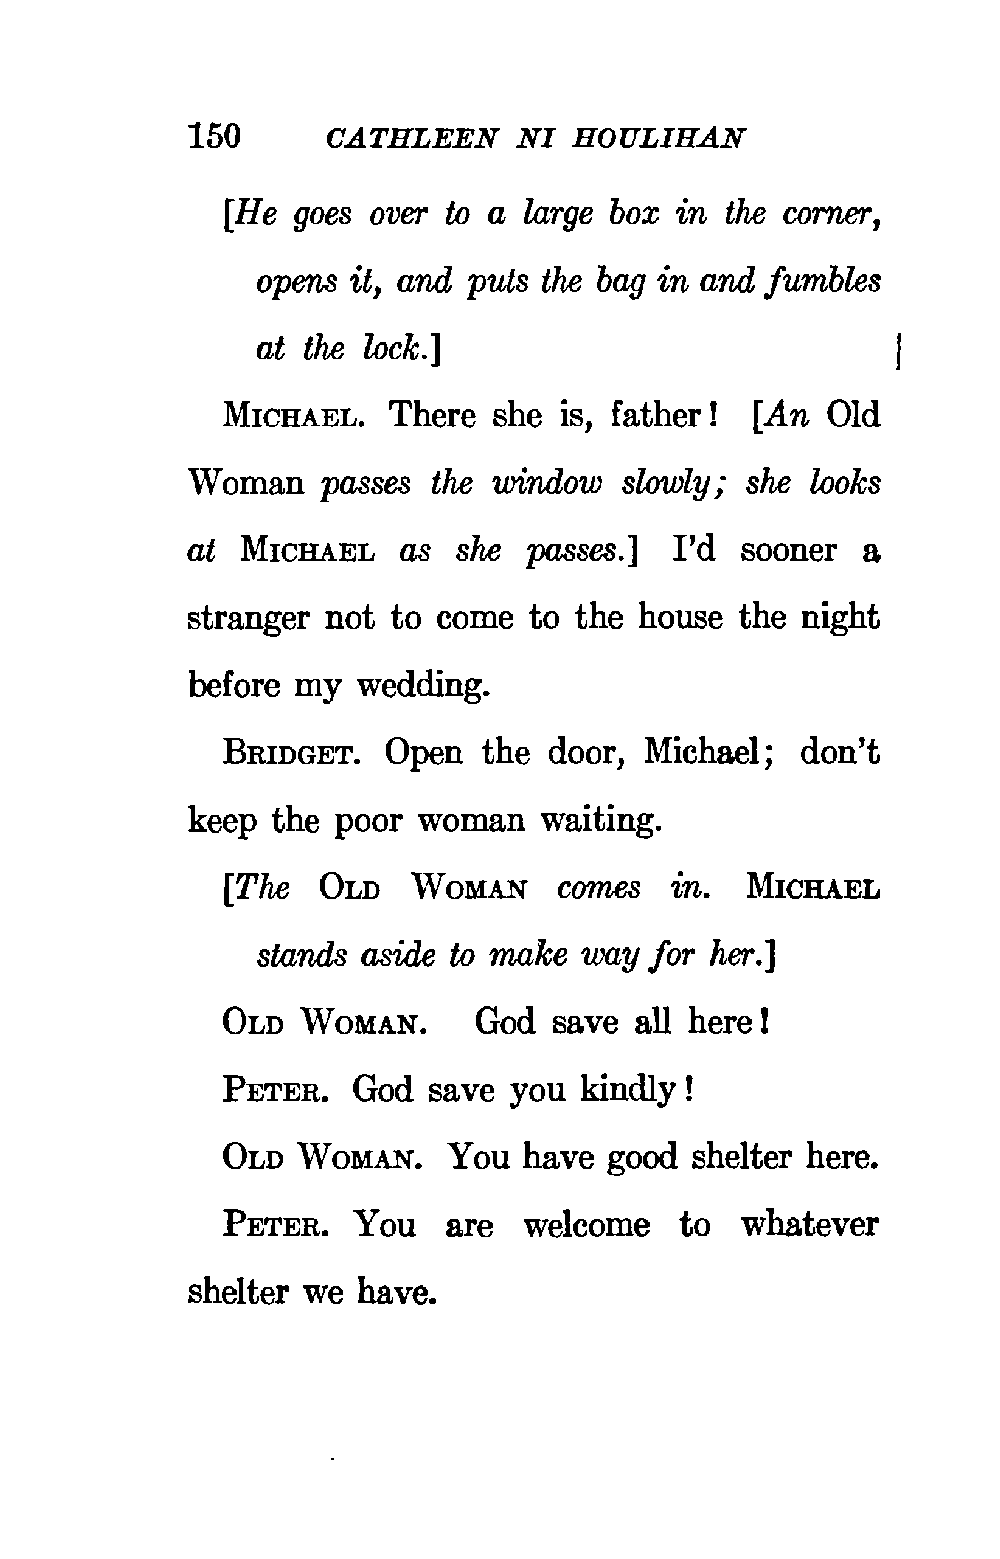 150 CATHLEEN NI HOULIHAN
[He goes over to a large box in the corner,
opens it, and puts the bag in and fumbles
at the lock.]
MICHAEL. There she is, father! [An Old
Woman passes the window slowly; she looks
at MICHAEL as she passes.] I'd sooner a
stranger not to come to the house the night
before my wedding.
BRIDGET. Open the door, Michael; don't
keep the poor woman waiting.
[The OLD WOMAN comes in. MICHAEL
stands aside to make way for her.]
OLD WOMAN. God save all here!
PETER. God save you kindly!
OLD WOMAN. You have good shelter here.
PETER. You are welcome to whatever
shelter we have.